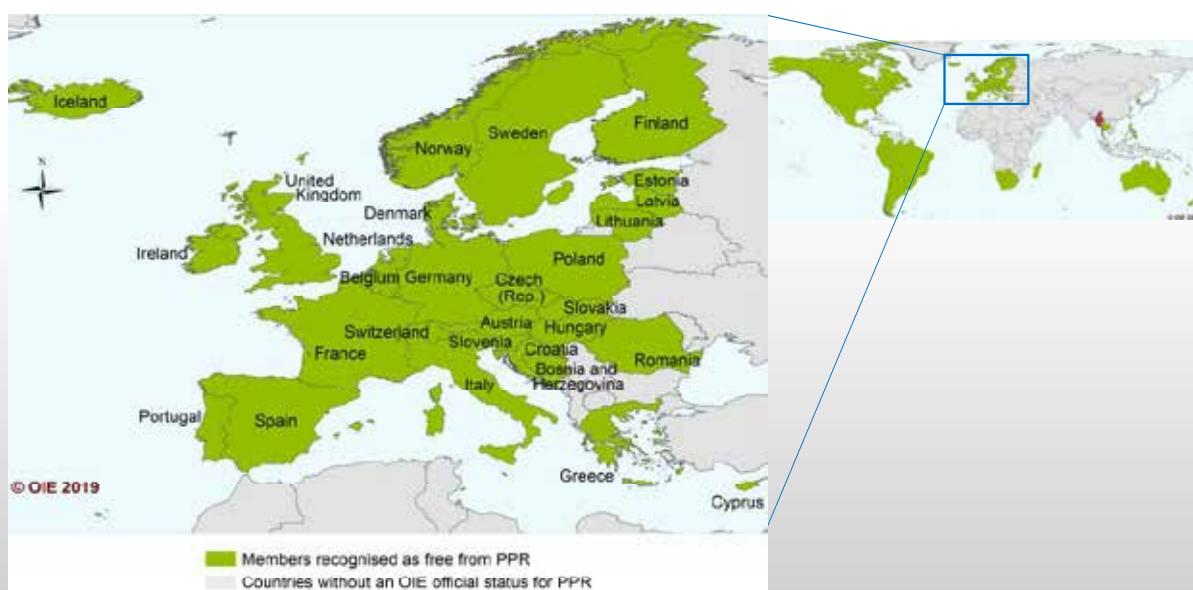 Iceland
Finland
Sweden
Norway
N
United
Kingdom
Estonia
Latvia
Lithuania
Denmark
Netherlands
Ireland
Poland
Belgium
Germany
Czech
(Rep.)
Slovakia
Austria
Switzerland
Hungary
Slovenia
France
Croatia
Romania
Bosnia and
Herzegovina
Italy
Portugal
Spain
Greece
© OIE 2019
Cyprus
Members recognised as free from PPR
Countries without an OIE official status for PPR
© OIE